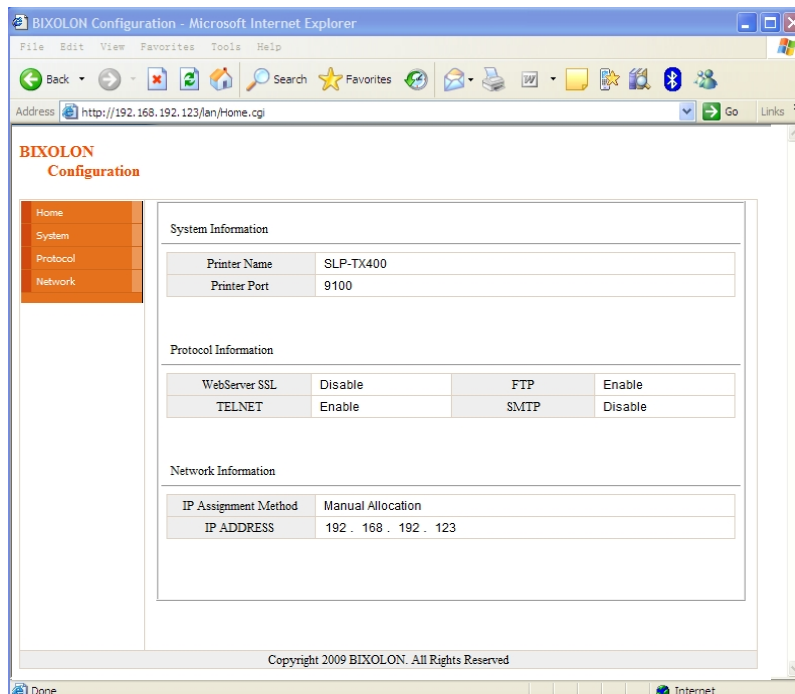 BIXOLON Configuration - Microsoft Internet Explorer
File Edit View Favorites Tools Help
Back Search Favorites
Address http://192.168.192.123/lan/Home.cgi Go Links
BIXOLON
Configuration
Home
System
Protocol
Network
System Information
Printer Name SLP-TX400
Printer Port 9100
Protocol Information
WebServer SSL Disable FTP Enable
TELNET Enable SMTP Disable
Network Information
IP Assignment Method Manual Allocation
IP ADDRESS 192 . 168 . 192 . 123
Copyright 2009 BIXOLON. All Rights Reserved
Done Internet